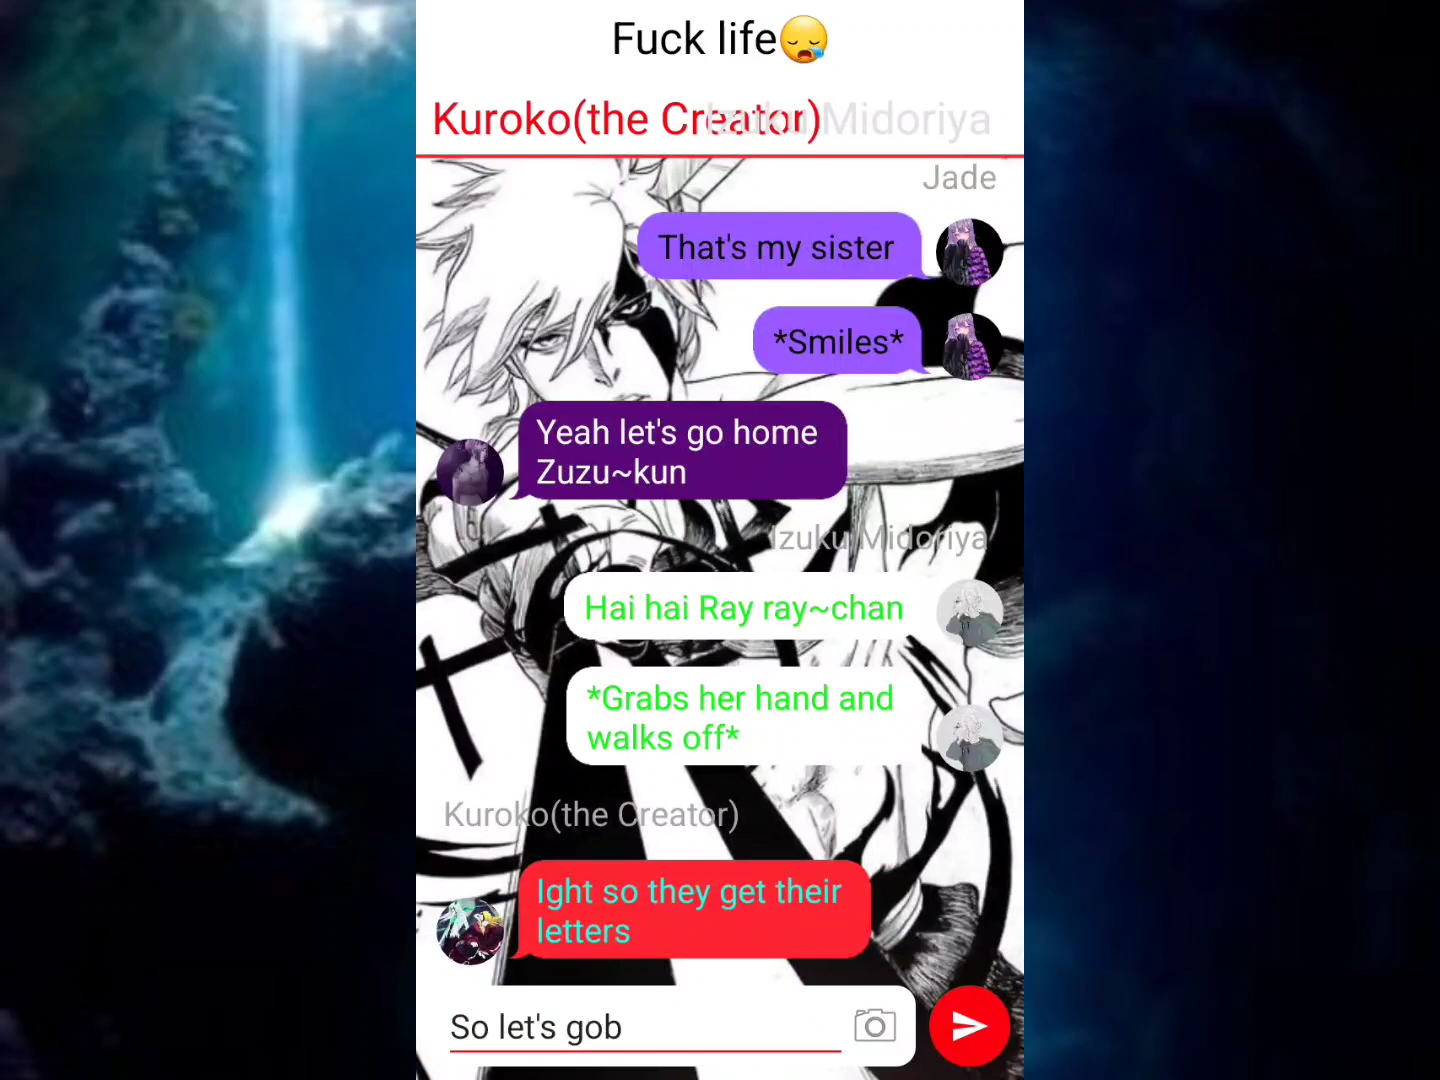 Fuck life😪
Kuroko(the Creator)
Izuku Midoriya
Jade
That's my sister
*Smiles*
Yeah let's go home
Zuzu~kun
Izuku Midoriya
Hai hai Ray ray~chan
*Grabs her hand and
walks off*
Kuroko(the Creator)
Ight so they get their
letters
So let's gob